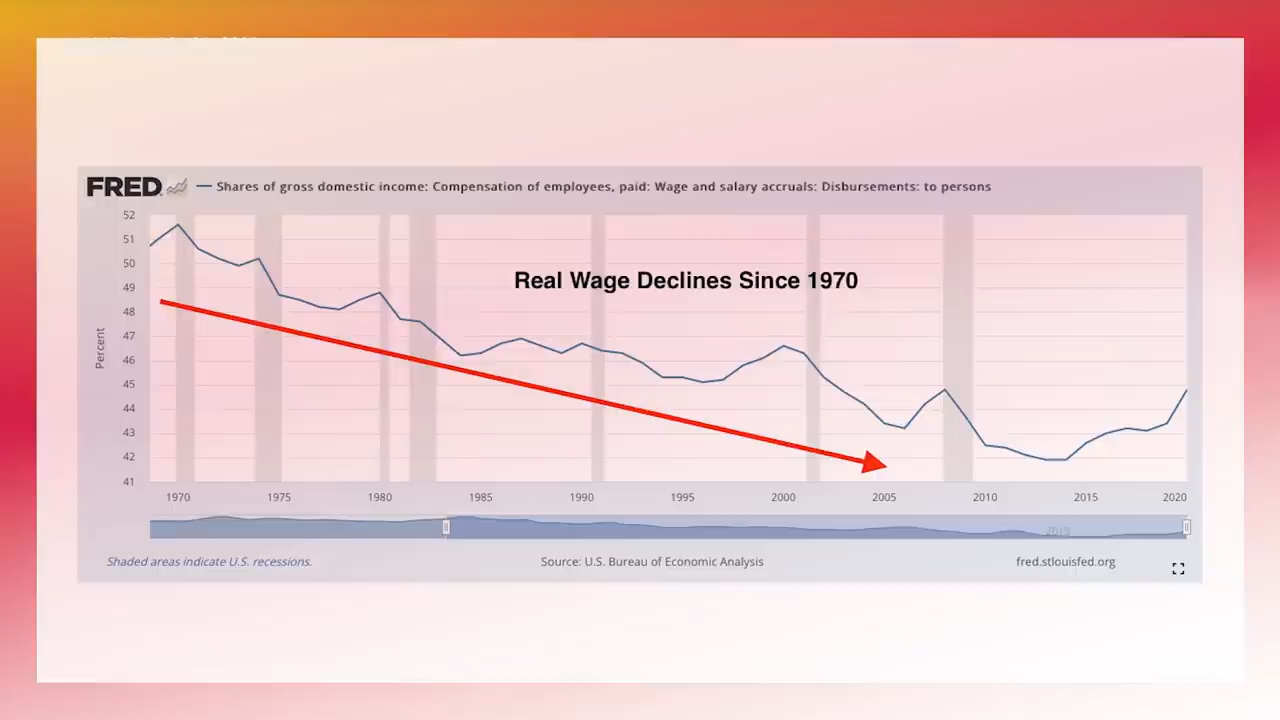 FRED
Shares of gross domestic income: Compensation of employees, paid: Wage and salary accruals: Disbursements: to persons
52
51
50
49
48
47
46
45
44
43
42
41
Percent
Real Wage Declines Since 1970
1970 1975 1980 1985 1990 1995 2000 2005 2010 2015 2020
Shaded areas indicate U.S. recessions.
Source: U.S. Bureau of Economic Analysis
fred.stlouisfed.org